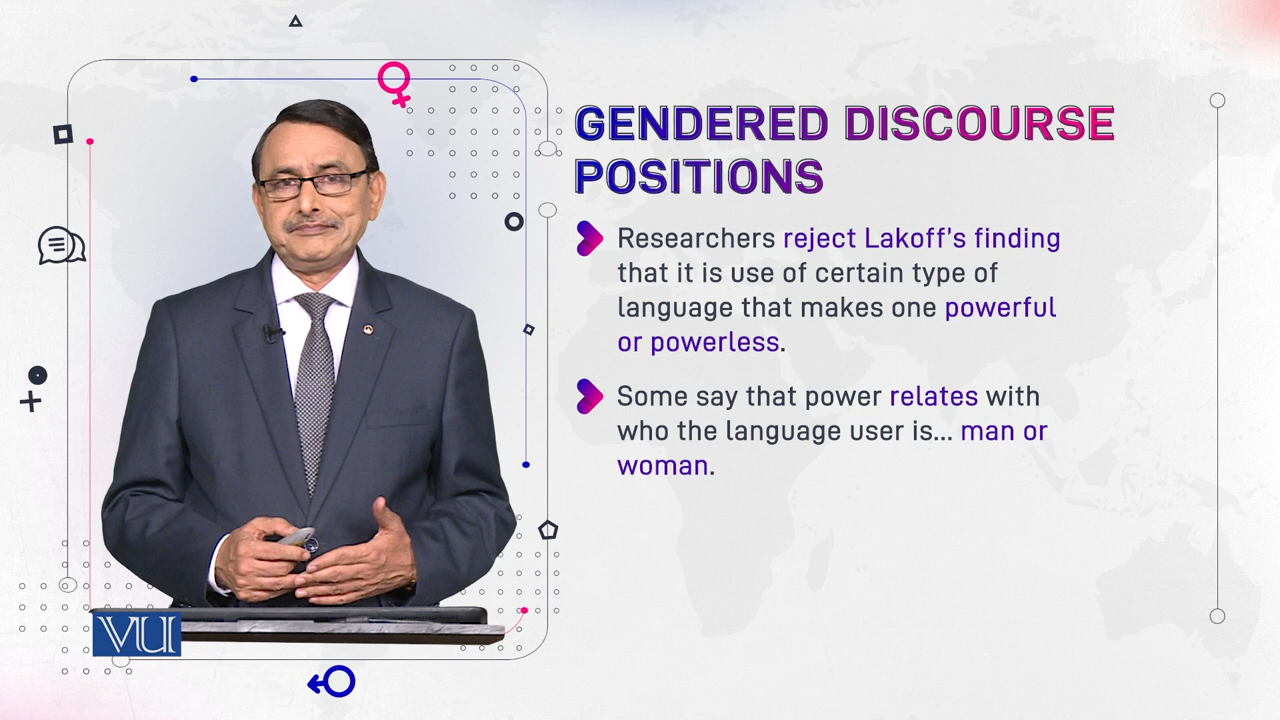 GENDERED DISCOURSE
POSITIONS
Researchers reject Lakoff's finding
that it is use of certain type of
language that makes one powerful
or powerless.
Some say that power relates with
who the language user is... man or
woman.
VU